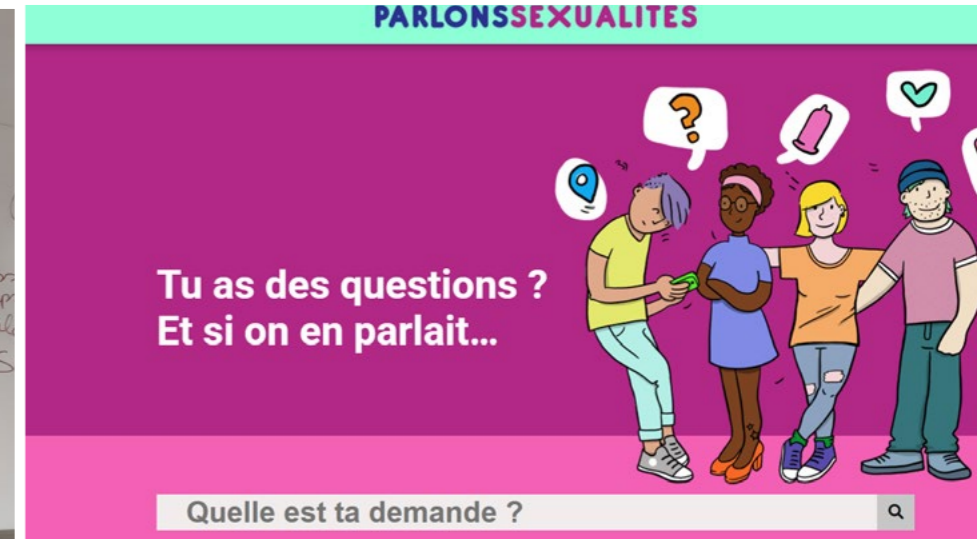 PARLONSSEXUALITES
Tu as des questions ?
Et si on en parlait...
Quelle est ta demande ?